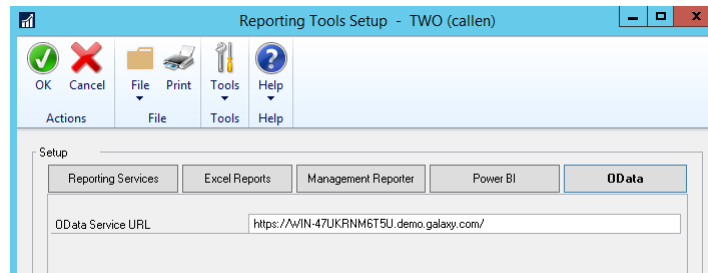 Reporting Tools Setup - TWO (callen)
OK Cancel File Print Tools Help
Actions File Tools Help
Setup
Reporting Services Excel Reports Management Reporter Power BI OData
OData Service URL https://WIN-47UKRNM6T5U.demo.galaxy.com/